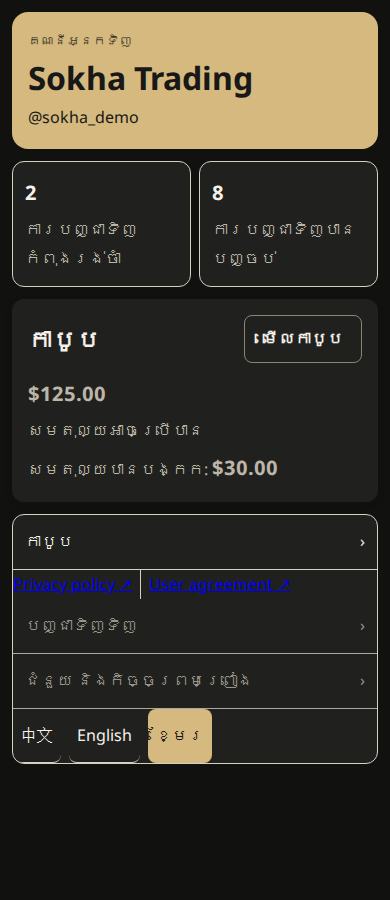 គណនីអ្នកទិញ
Sokha Trading
@sokha_demo
2
ការបញ្ជាទិញ
កំពុងរង់ចាំ
8
ការបញ្ជាទិញបាន
បញ្ចប់
កាបូប
មើលកាបូប
$125.00
សមតុល្យអាចប្រើបាន
សមតុល្យបានបង្កក: $30.00
កាបូប ›
Privacy policy ↗ User agreement ↗
បញ្ជាទិញទិញ ›
ជំនួយ និងកិច្ចព្រមព្រៀង ›
中文 English ខ្មែរ